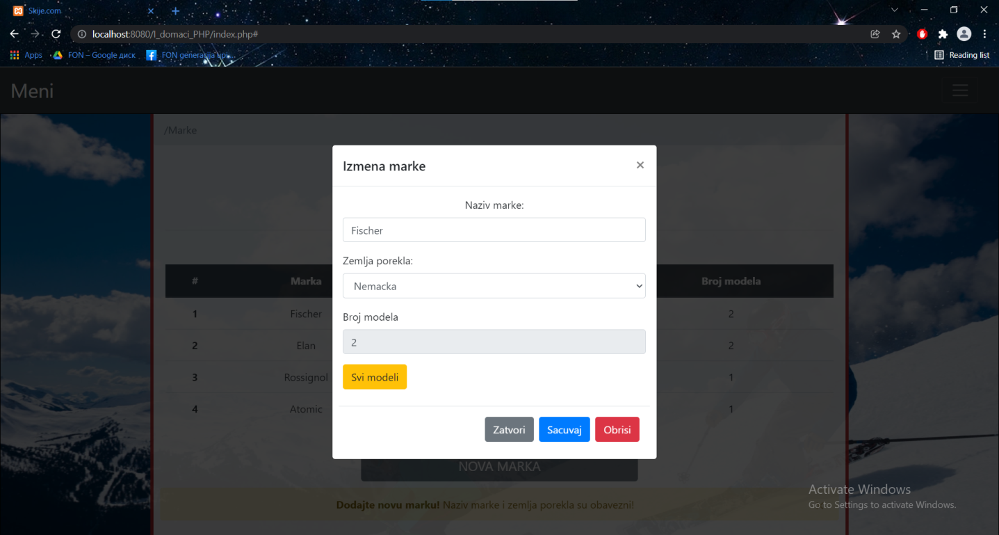 Skije.com
localhost:8080/I_domaci_PHP/index.php#
Apps FON – Google диск FON generacija upi... Reading list
Meni
/Marke
Izmena marke ×
Naziv marke:
Fischer
Zemlja porekla:
Nemacka
Broj modela
2
Svi modeli
Zatvori Sacuvaj Obrisi
# Marka Broj modela
1 Fischer 2
2 Elan 2
3 Rossignol 1
4 Atomic 1
NOVA MARKA
Dodajte novu marku! Naziv marke i zemlja porekla su obavezni!
Activate Windows
Go to Settings to activate Windows.